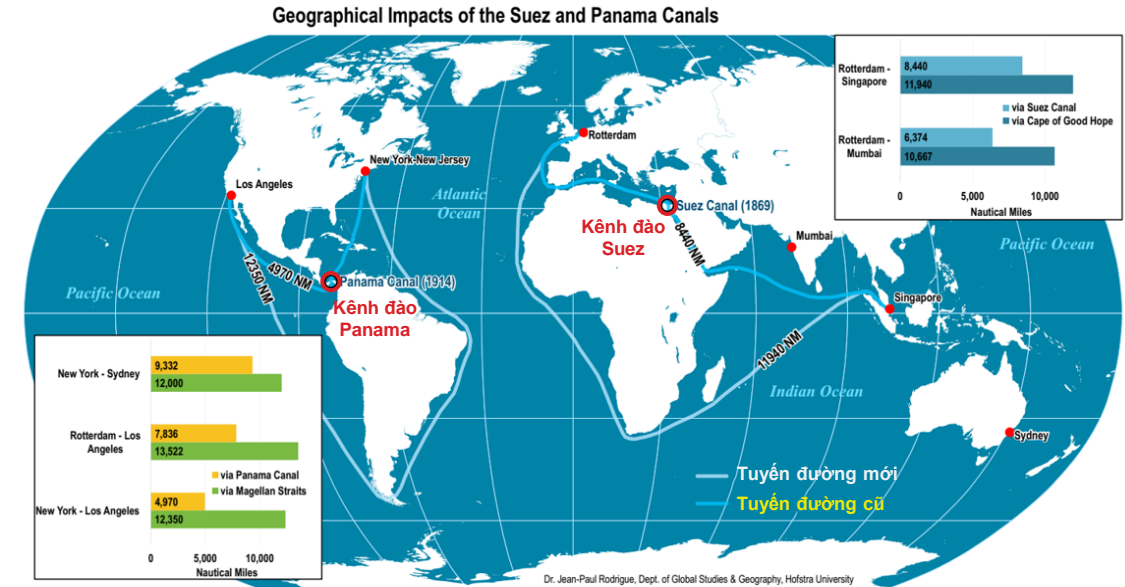 Geographical Impacts of the Suez and Panama Canals
Rotterdam -
Singapore
8,440
11,940
via Suez Canal
via Cape of Good Hope
Rotterdam -
Mumbai
6,374
10,667
0
5,000
10,000
Nautical Miles
Rotterdam
New York-New Jersey
Los Angeles
Atlantic
Ocean
Suez Canal (1869)
Kênh đào
Suez
8440 NM
Mumbai
Pacific Ocean
Pacific Ocean
4970 NM
12350 NM
Panama Canal (1914)
Kênh đào
Panama
Singapore
11940 NM
Indian Ocean
Sydney
New York - Sydney
9,332
12,000
Rotterdam - Los
Angeles
7,836
13,522
via Panama Canal
via Magellan Straits
New York - Los Angeles
4,970
12,350
0
5,000
10,000
Nautical Miles
Tuyến đường mới
Tuyến đường cũ
Dr. Jean-Paul Rodrigue, Dept. of Global Studies & Geography, Hofstra University